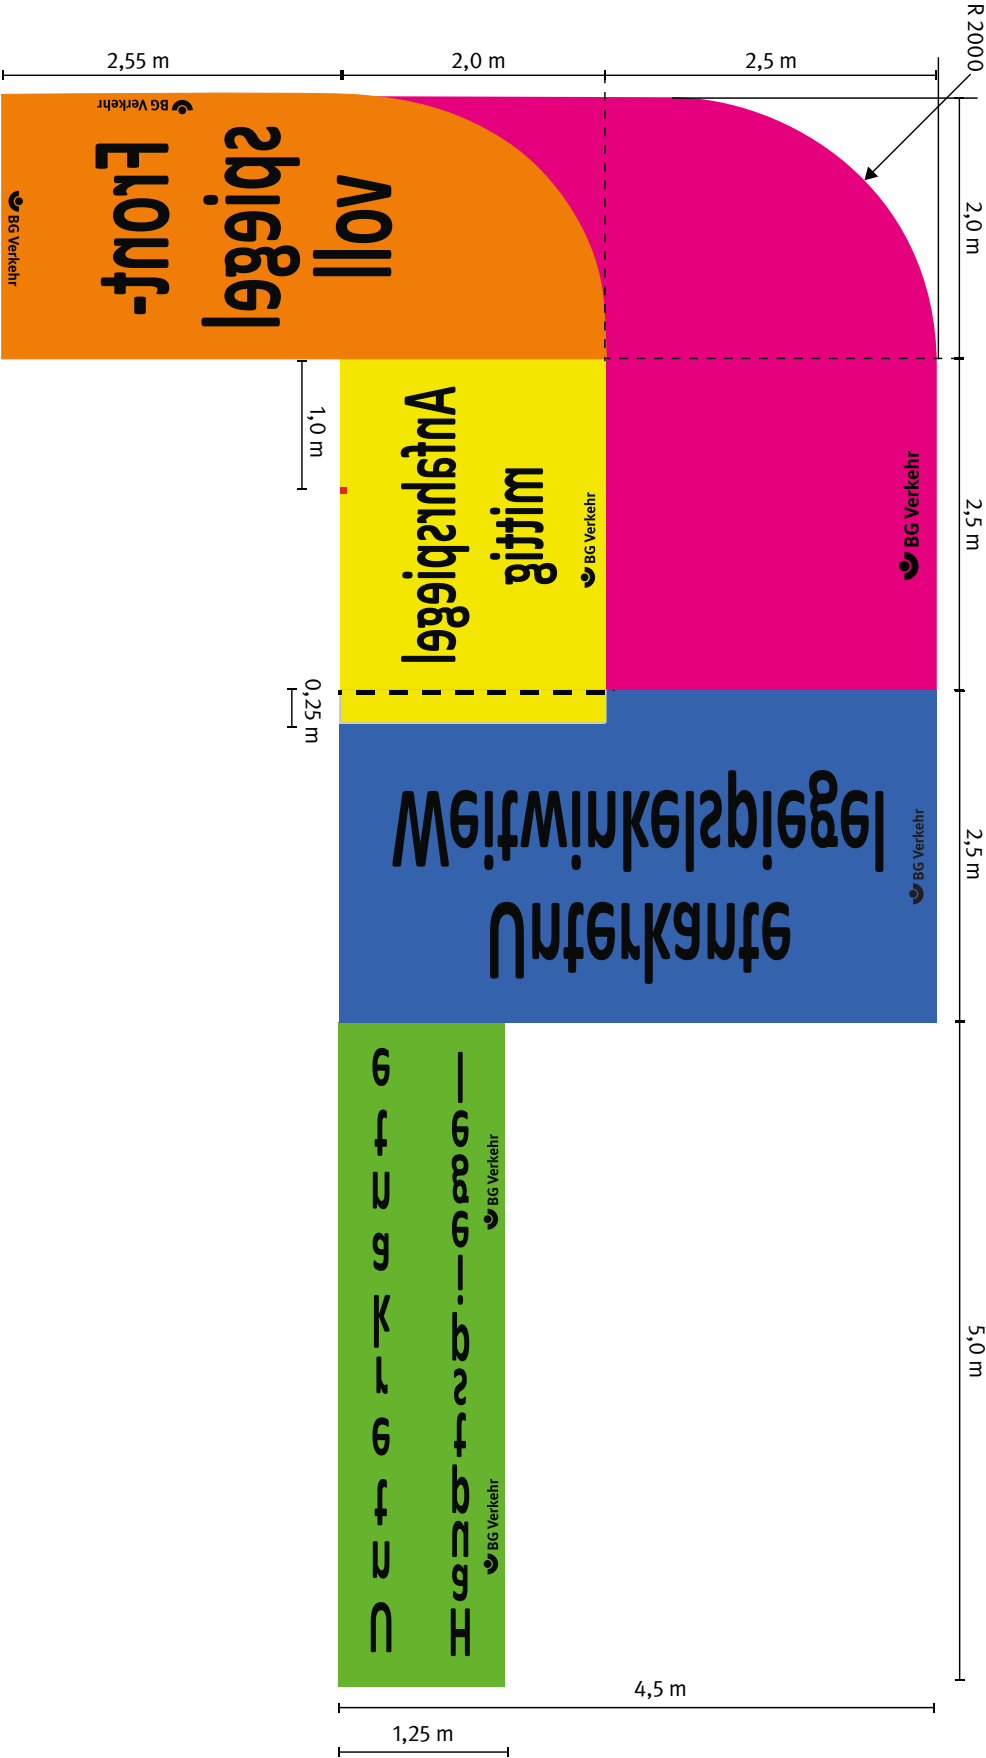 R 2000
2,55 m
2,0 m
2,5 m
BG Verkehr
BG Verkehr
Front-
spiegel
voll
2,0 m
1,0 m
Anfahrspiegel
mittig
BG Verkehr
BG Verkehr
2,5 m
0,25 m
Weitwinkelspiegel
Unterkante
BG Verkehr
2,5 m
Hauptspiegel
Unterkante
BG Verkehr
BG Verkehr
5,0 m
4,5 m
1,25 m